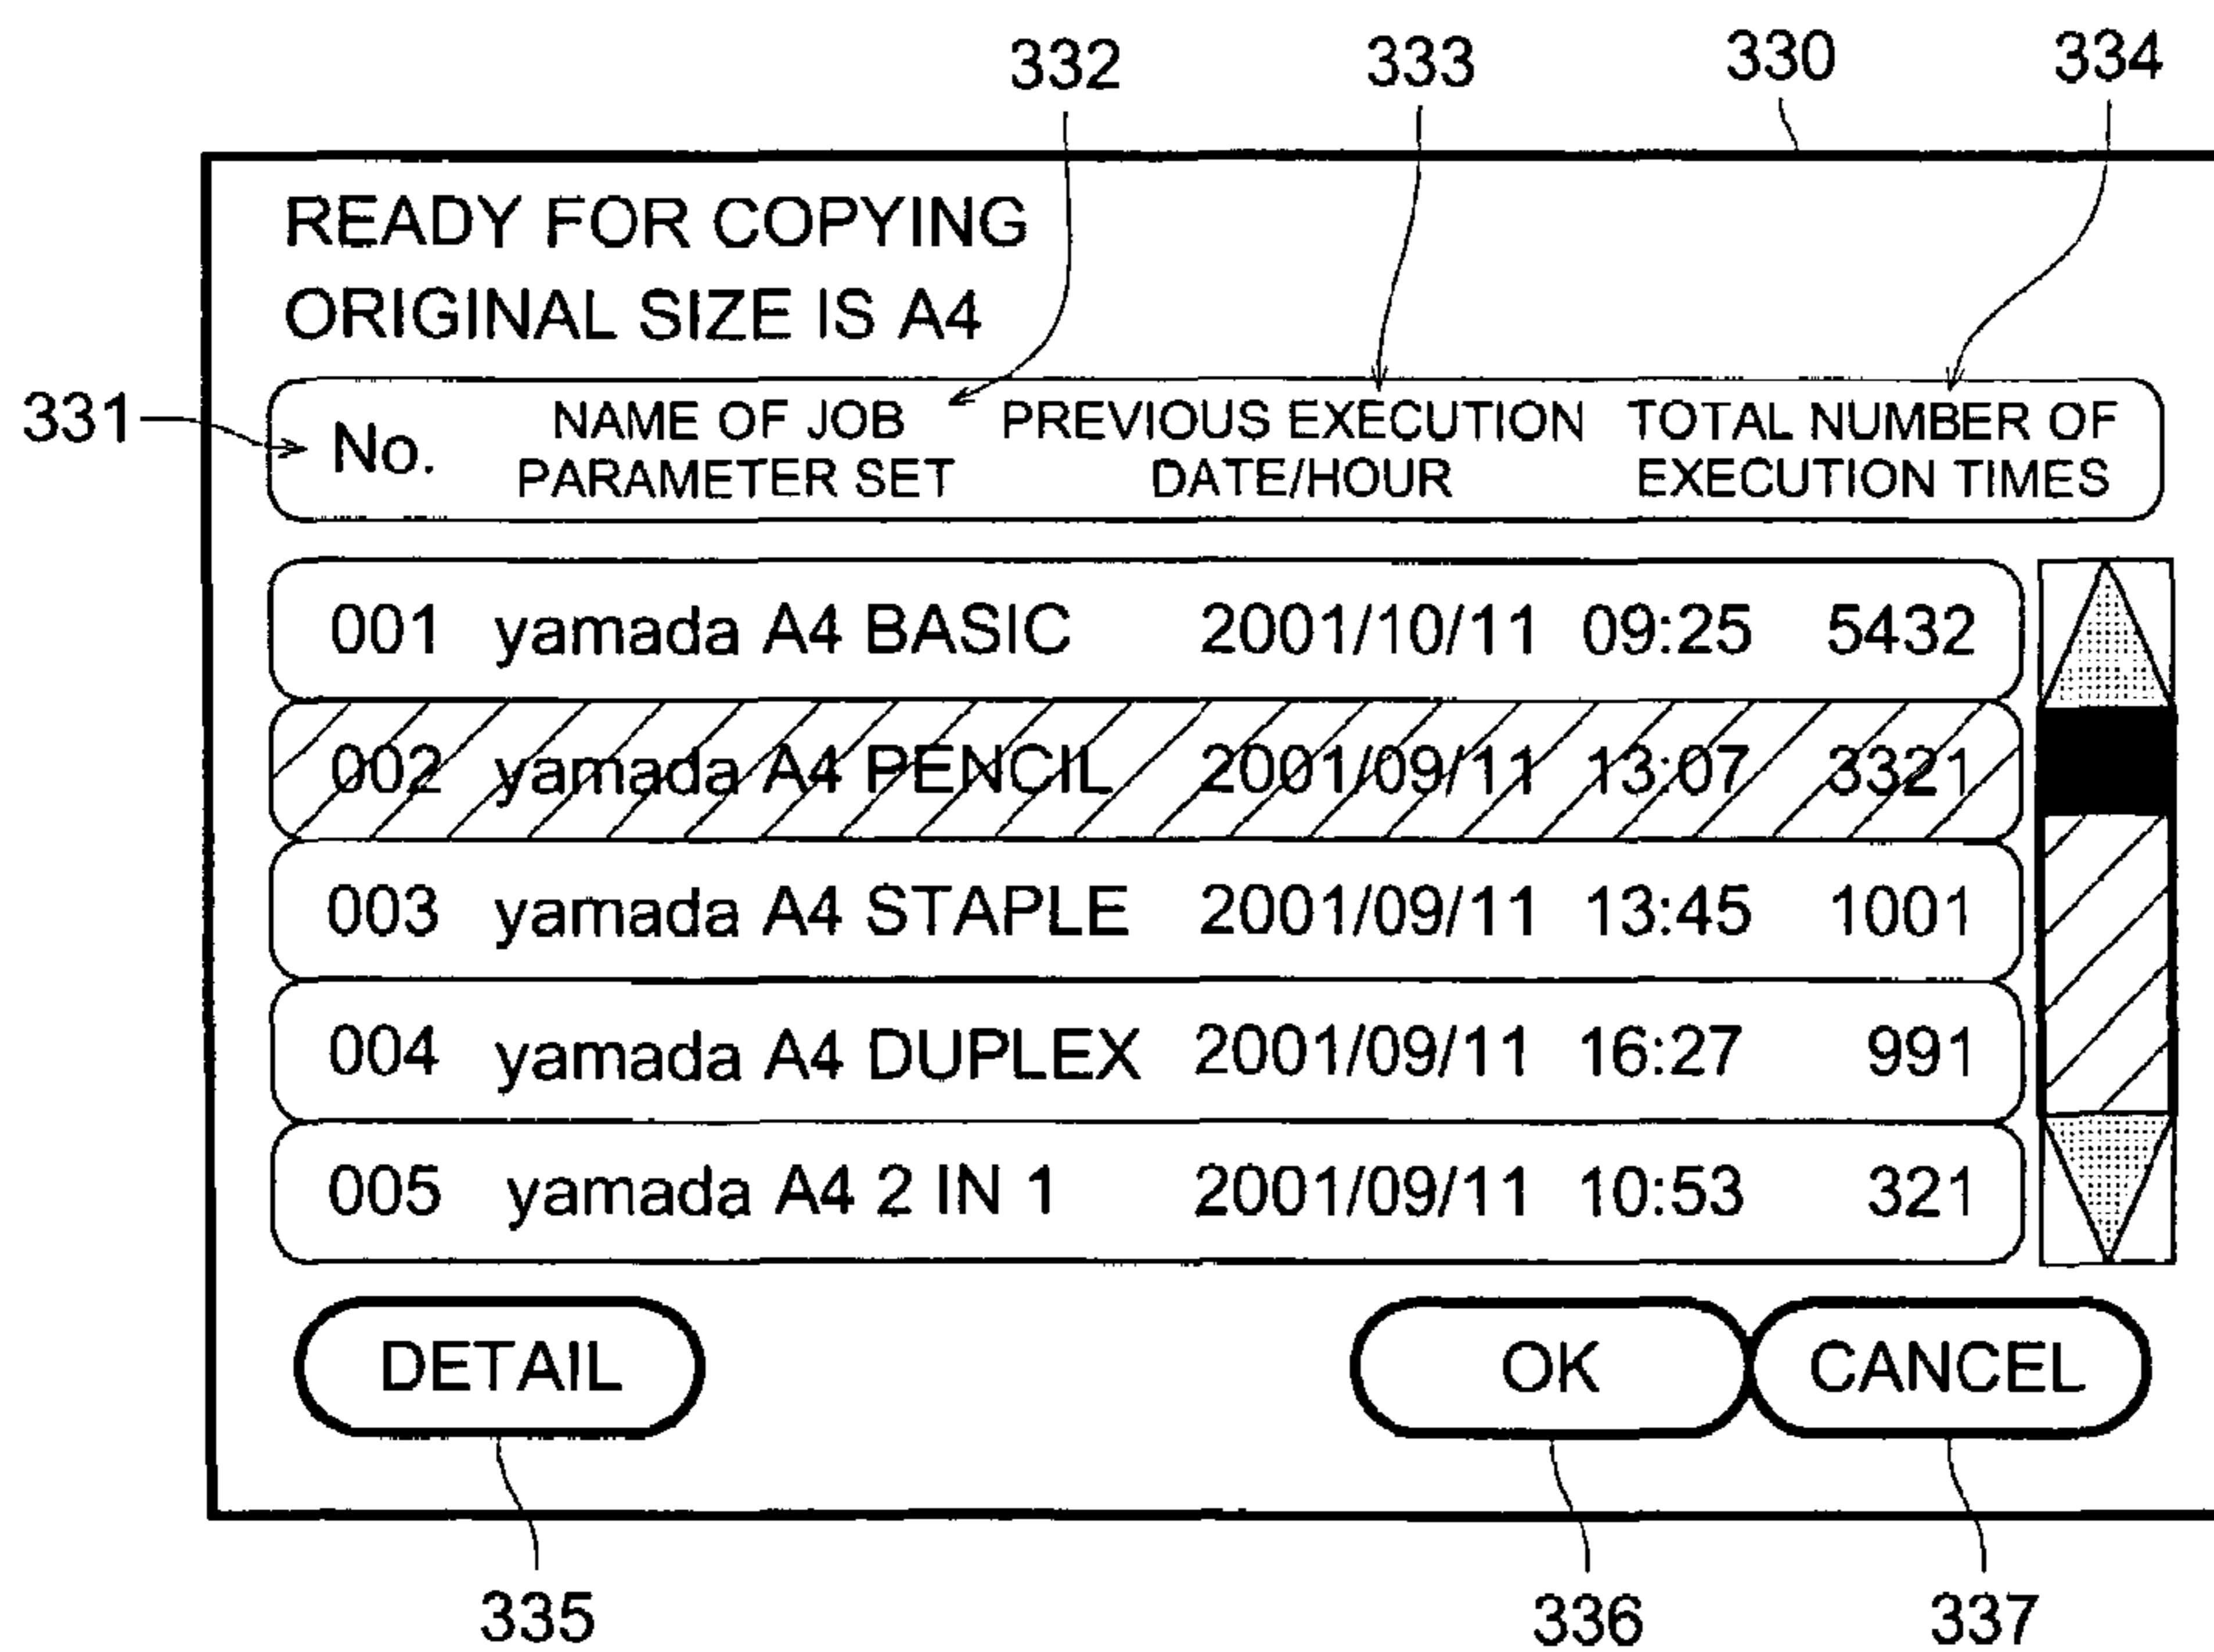 332 333 330 334
READY FOR COPYING
ORIGINAL SIZE IS A4
331 No. NAME OF JOB PARAMETER SET PREVIOUS EXECUTION DATE/HOUR TOTAL NUMBER OF EXECUTION TIMES
001 yamada A4 BASIC 2001/10/11 09:25 5432
002 yamada A4 PENCIL 2001/09/11 13:07 3321
003 yamada A4 STAPLE 2001/09/11 13:45 1001
004 yamada A4 DUPLEX 2001/09/11 16:27 991
005 yamada A4 2 IN 1 2001/09/11 10:53 321
DETAIL OK CANCEL
335 336 337